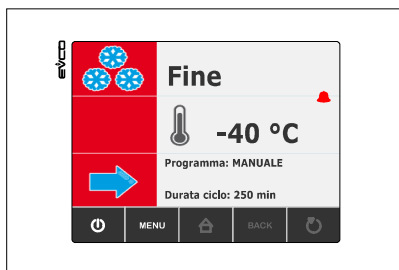 evco
Fine
-40 °C
Programma: MANUALE
Durata ciclo: 250 min
MENU
BACK